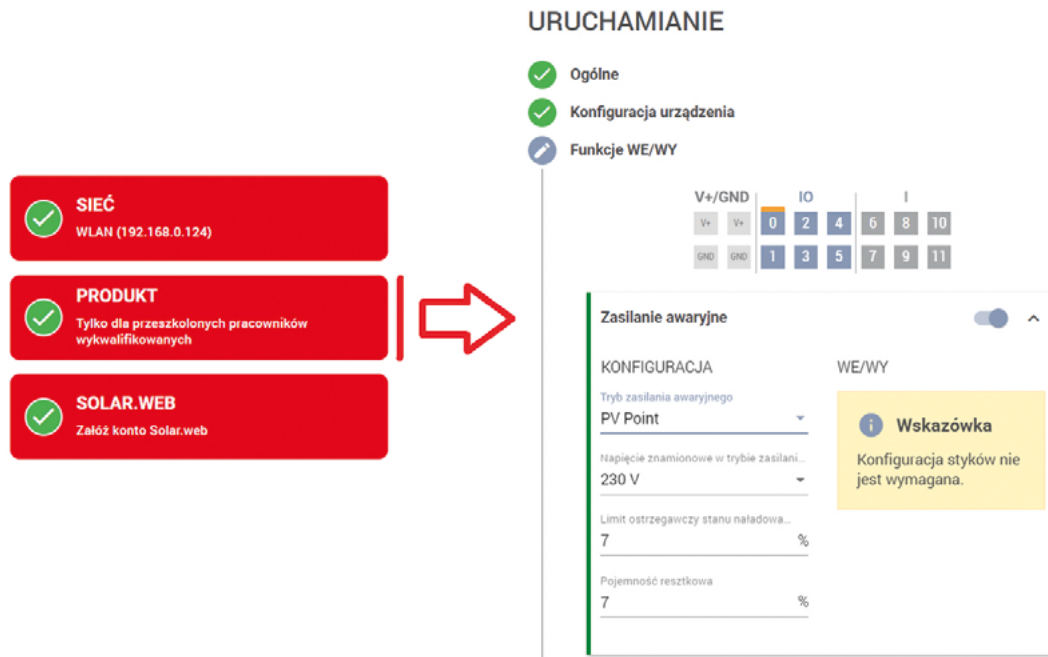 URUCHAMIANIE
Ogólne
Konfiguracja urządzenia
Funkcje WE/WY
SIEĆ
WLAN (192.168.0.124)
PRODUKT
Tylko dla przeszkolonych pracowników
wykwalifikowanych
SOLAR.WEB
Załóż konto Solar.web
V+/GND IO I
V+ V+ 0 2 4 6 8 10
GND GND 1 3 5 7 9 11
Zasilanie awaryjne
KONFIGURACJA
Tryb zasilania awaryjnego
PV Point
Napięcie znamionowe w trybie zasilani...
230 V
Limit ostrzegawczy stanu naładowa...
7 %
Pojemność resztkowa
7 %
WE/WY
Wskazówka
Konfiguracja styków nie
jest wymagana.